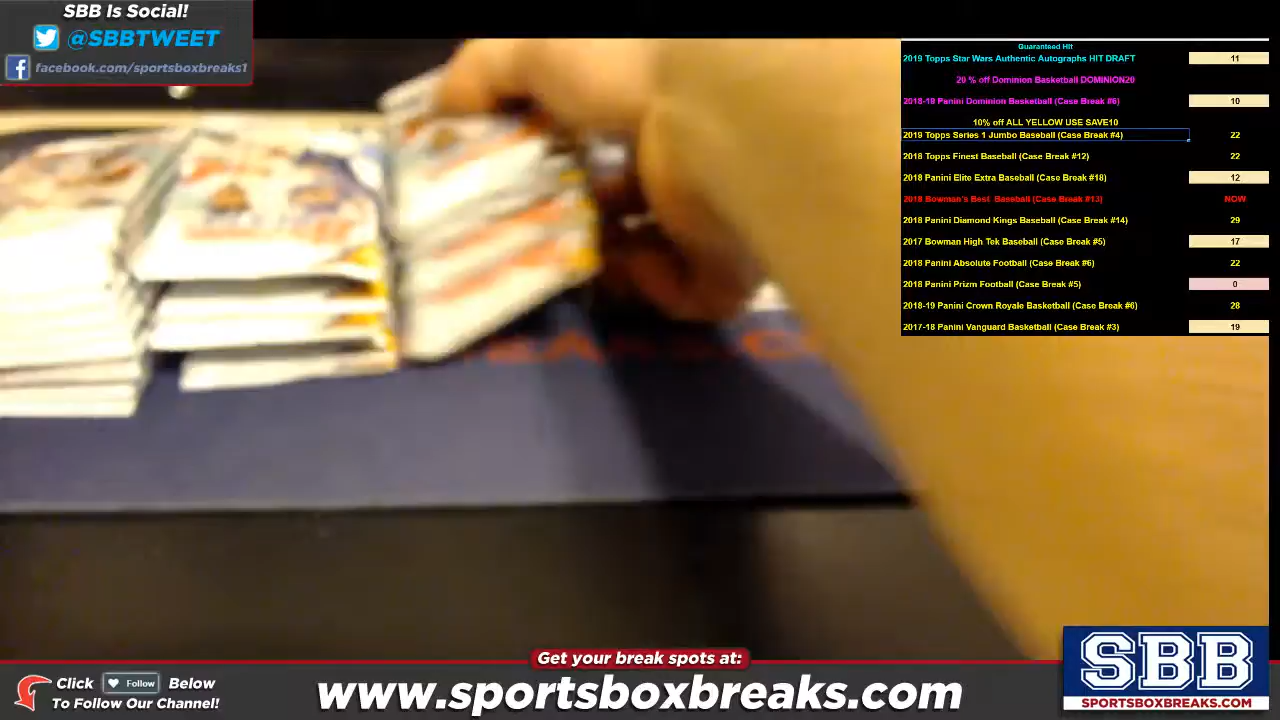 SBB Is Social!
@SBBTWEET
facebook.com/sportsboxbreaks1
Guaranteed Hit
2019 Topps Star Wars Authentic Autographs HIT DRAFT 11
20 % off Dominion Basketball DOMINION20
2018-19 Panini Dominion Basketball (Case Break #6) 10
10% off ALL YELLOW USE SAVE10
2019 Topps Series 1 Jumbo Baseball (Case Break #4) 22
2018 Topps Finest Baseball (Case Break #12) 22
2018 Panini Elite Extra Baseball (Case Break #18) 12
2018 Bowman's Best Baseball (Case Break #13) NOW
2018 Panini Diamond Kings Baseball (Case Break #14) 29
2017 Bowman High Tek Baseball (Case Break #5) 17
2018 Panini Absolute Football (Case Break #6) 22
2018 Panini Prizm Football (Case Break #5) 0
2018-19 Panini Crown Royale Basketball (Case Break #6) 28
2017-18 Panini Vanguard Basketball (Case Break #3) 19
Get your break spots at:
Click Follow Below
To Follow Our Channel!
www.sportsboxbreaks.com
SBB
SPORTSBOXBREAKS.COM